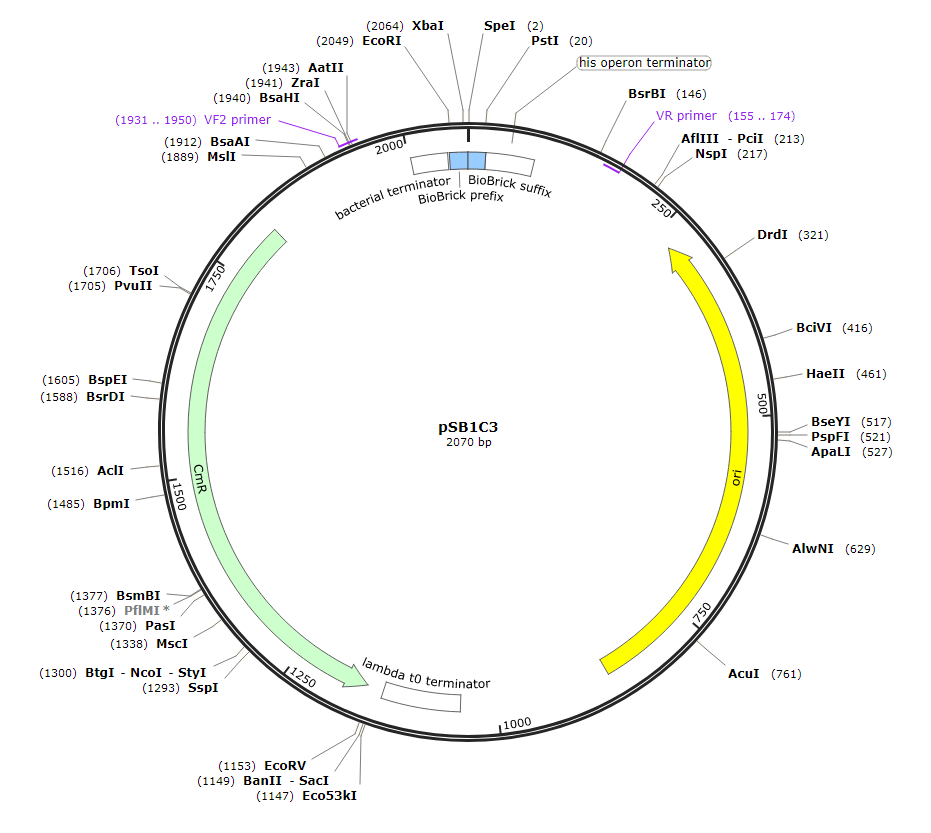 (2064) XbaI
SpeI (2)
(2049) EcoRI
PstI (20)
his operon terminator
(1943) AatII
(1941) ZraI
(1940) BsaHI
(1931 .. 1950) VF2 primer
(1912) BsaAI
(1889) MslI
BsrBI (146)
VR primer (155 .. 174)
AflIII - PciI (213)
NspI (217)
2000
bacterial terminator
BioBrick prefix
BioBrick suffix
250
DrdI (321)
(1706) TsoI
(1705) PvuII
1750
BciVI (416)
HaeII (461)
(1605) BspEI
(1588) BsrDI
500
BseYI (517)
PspFI (521)
ApaLI (527)
pSB1C3
2070 bp
(1516) AclI
CmR
ori
1500
(1485) BpmI
AlwNI (629)
(1377) BsmBI
(1376) PflMI *
(1370) PasI
(1338) MscI
750
(1300) BtgI - NcoI - StyI
(1293) SspI
1250
lambda t0 terminator
AcuI (761)
1000
(1153) EcoRV
(1149) BanII - SacI
(1147) Eco53kI